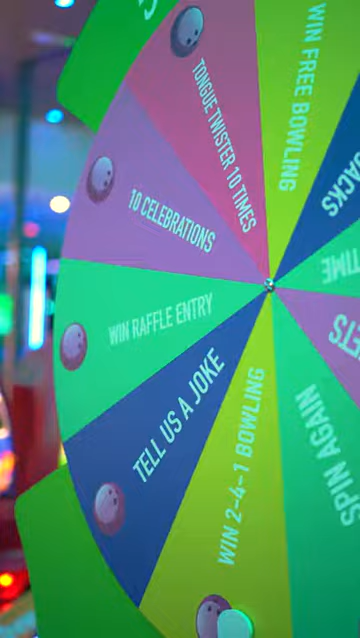 WIN FREE BOWLING
TONGUE TWISTER 10 TIMES
10 CELEBRATIONS
WIN RAFFLE ENTRY
TELL US A JOKE
WIN 2-4-1 BOWLING
SPIN AGAIN
TIME